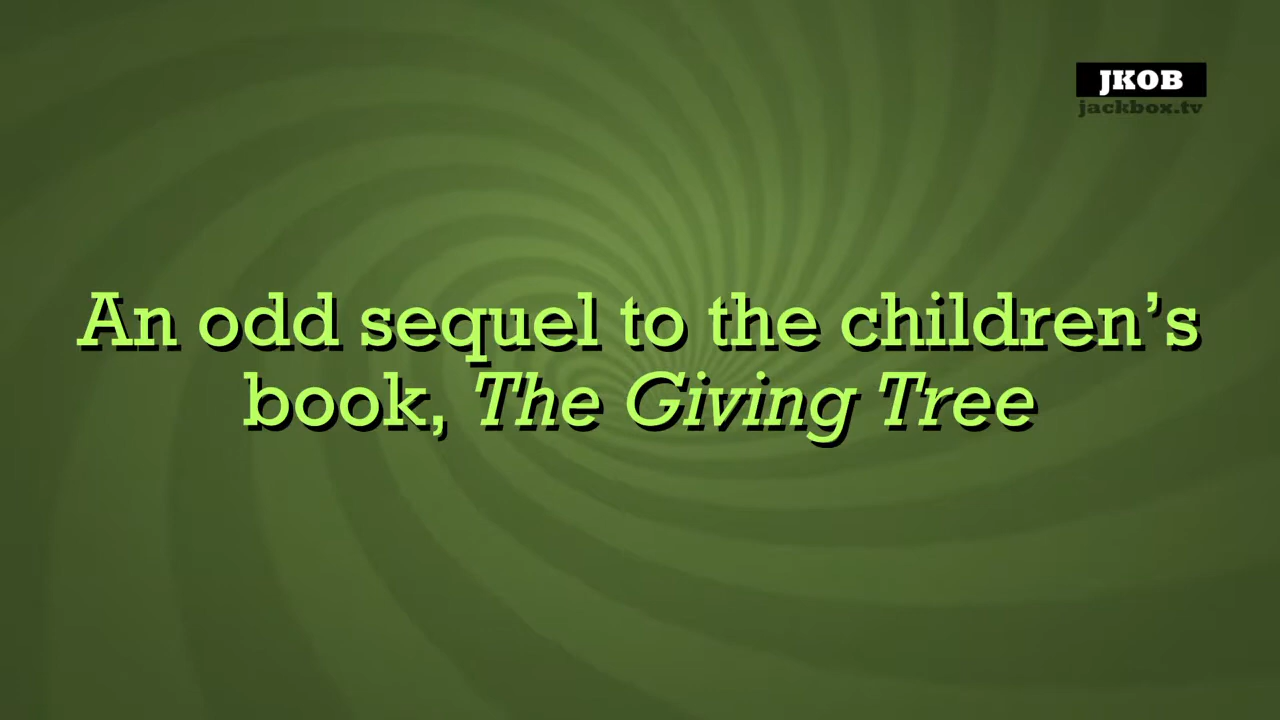 JKOB
jackbox.tv
An odd sequel to the children’s
book, The Giving Tree